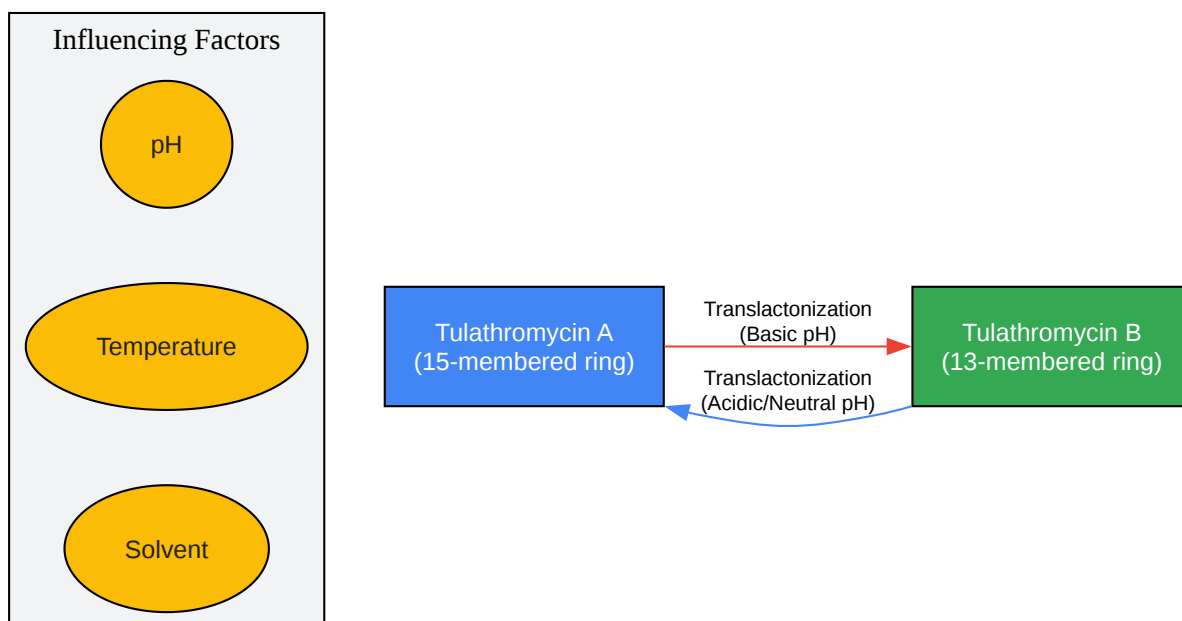 Influencing Factors
pH
Temperature
Solvent
Tulathromycin A
(15-membered ring)
Translactonization
(Basic pH)
Translactonization
(Acidic/Neutral pH)
Tulathromycin B
(13-membered ring)